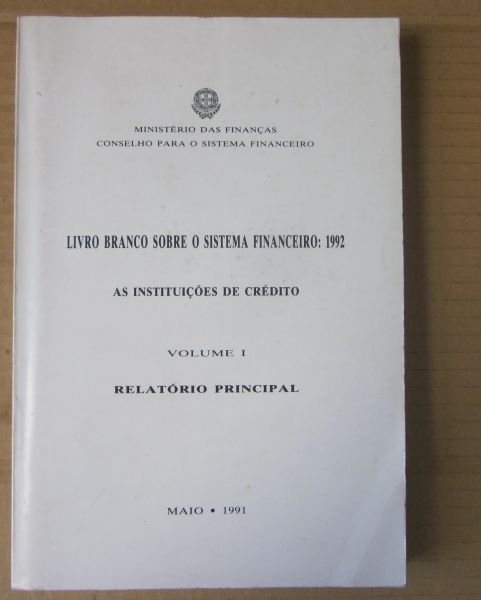 MINISTÉRIO DAS FINANÇAS
CONSELHO PARA O SISTEMA FINANCEIRO
LIVRO BRANCO SOBRE O SISTEMA FINANCEIRO: 1992
AS INSTITUIÇÕES DE CRÉDITO
VOLUME I
RELATÓRIO PRINCIPAL
MAIO • 1991